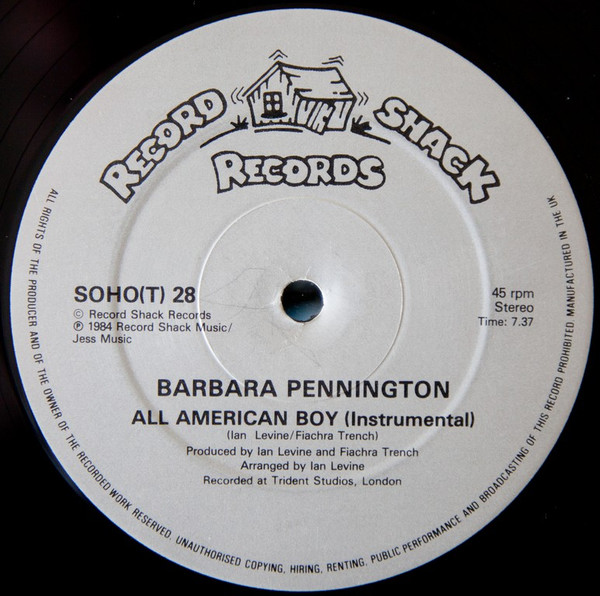 RECORD SHACK
RECORDS
SOHO(T) 28
© Record Shack Records
℗ 1984 Record Shack Music/
Jess Music
45 rpm
Stereo
Time: 7.37
BARBARA PENNINGTON
ALL AMERICAN BOY (Instrumental)
(Ian Levine/Fiachra Trench)
Produced by Ian Levine and Fiachra Trench
Arranged by Ian Levine
Recorded at Trident Studios, London
ALL RIGHTS OF THE PRODUCER AND OF THE OWNER OF THE RECORDED WORK RESERVED. UNAUTHORISED COPYING, HIRING, RENTING, PUBLIC PERFORMANCE AND BROADCASTING OF THIS RECORD PROHIBITED. MANUFACTURED IN THE UK